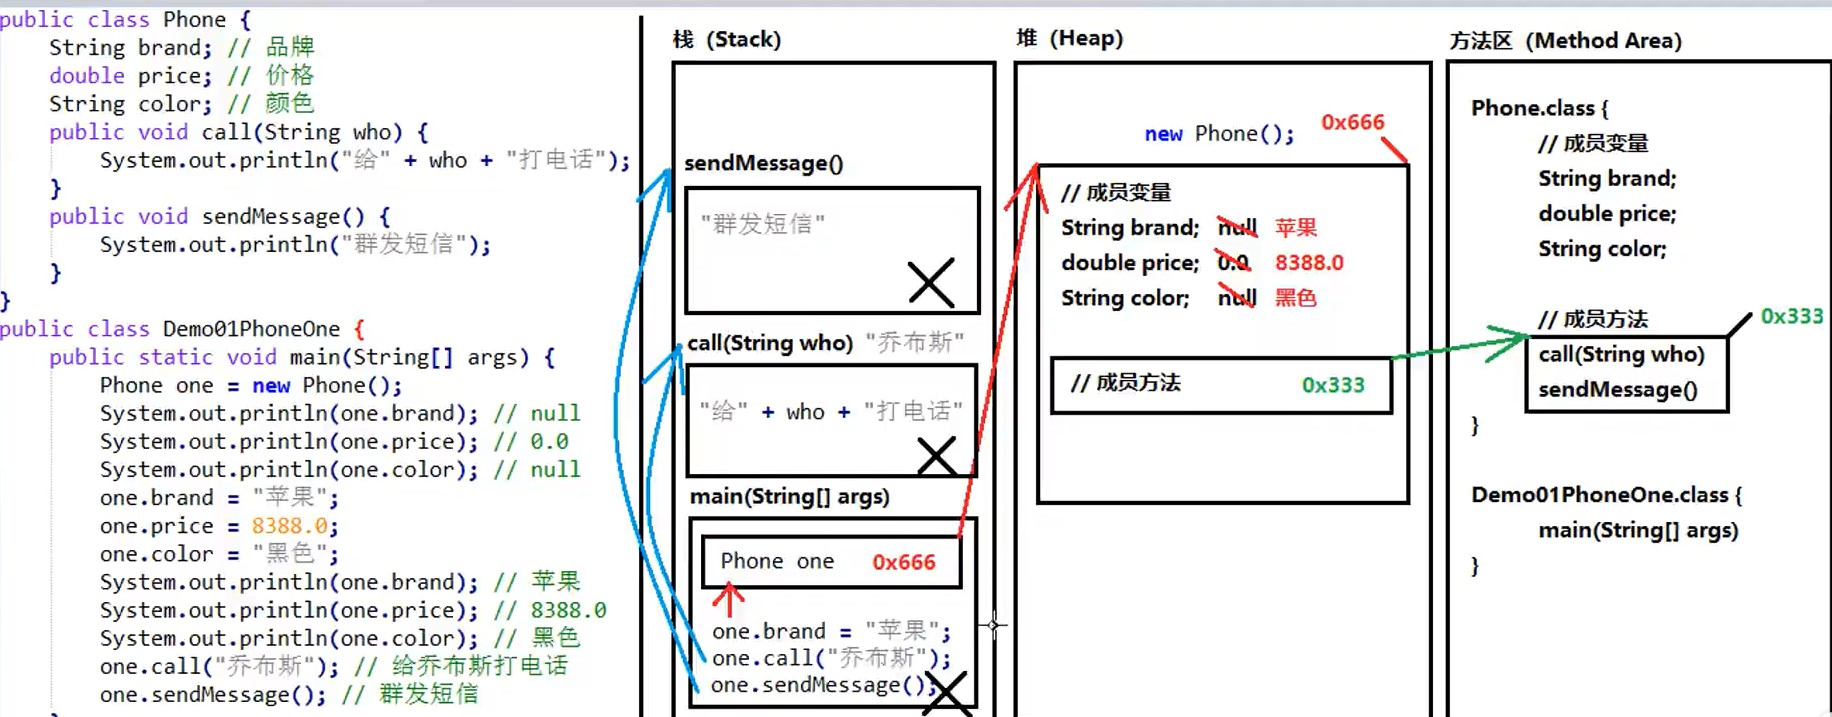 public class Phone {
String brand; // 品牌
double price; // 价格
String color; // 颜色
public void call(String who) {
System.out.println("给" + who + "打电话");
}
public void sendMessage() {
System.out.println("群发短信");
}
}
public class Demo01PhoneOne {
public static void main(String[] args) {
Phone one = new Phone();
System.out.println(one.brand); // null
System.out.println(one.price); // 0.0
System.out.println(one.color); // null
one.brand = "苹果";
one.price = 8388.0;
one.color = "黑色";
System.out.println(one.brand); // 苹果
System.out.println(one.price); // 8388.0
System.out.println(one.color); // 黑色
one.call("乔布斯"); // 给乔布斯打电话
one.sendMessage(); // 群发短信
栈 (Stack)
sendMessage()
"群发短信"
call(String who) "乔布斯"
"给" + who + "打电话"
main(String[] args)
Phone one 0x666
one.brand = "苹果";
one.call("乔布斯");
one.sendMessage();
堆 (Heap)
new Phone(); 0x666
// 成员变量
String brand; null 苹果
double price; 0.0 8388.0
String color; null 黑色
// 成员方法 0x333
方法区 (Method Area)
Phone.class {
// 成员变量
String brand;
double price;
String color;
// 成员方法 0x333
call(String who)
sendMessage()
}
Demo01PhoneOne.class {
main(String[] args)
}